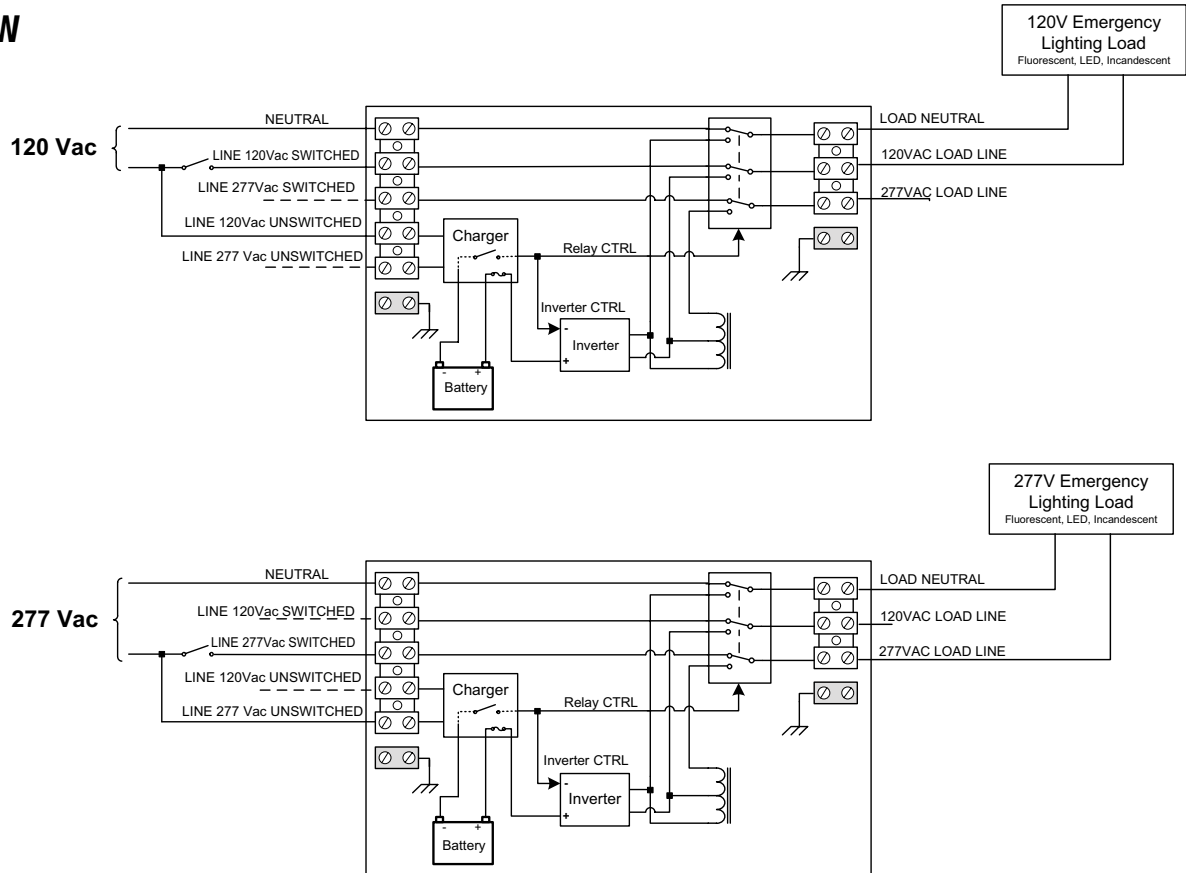 W
120V Emergency
Lighting Load
Fluorescent, LED, Incandescent
120 Vac
NEUTRAL
LINE 120Vac SWITCHED
LINE 277Vac SWITCHED
LINE 120Vac UNSWITCHED
LINE 277 Vac UNSWITCHED
Charger
Relay CTRL
Inverter CTRL
-
Inverter
+
- +
Battery
LOAD NEUTRAL
120VAC LOAD LINE
277VAC LOAD LINE
277V Emergency
Lighting Load
Fluorescent, LED, Incandescent
277 Vac
NEUTRAL
LINE 120Vac SWITCHED
LINE 277Vac SWITCHED
LINE 120Vac UNSWITCHED
LINE 277 Vac UNSWITCHED
Charger
Relay CTRL
Inverter CTRL
-
Inverter
+
- +
Battery
LOAD NEUTRAL
120VAC LOAD LINE
277VAC LOAD LINE